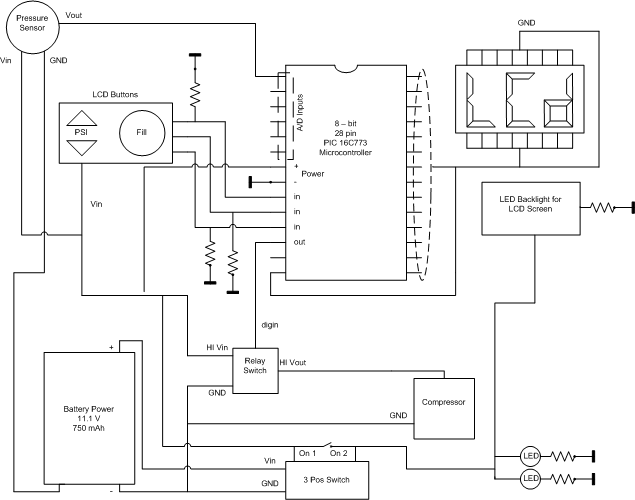 Pressure
Sensor
Vout
Vin
GND
LCD Buttons
PSI
Fill
A/D Inputs
8 – bit
28 pin
PIC 16C773
Microcontroller
+
Power
-
in
in
in
out
GND
LED Backlight for
LCD Screen
Vin
digin
HI Vin
Relay
Switch
HI Vout
GND
Compressor
GND
+
Battery Power
11.1 V
750 mAh
-
On 1
On 2
Vin
GND
3 Pos Switch
LED
LED